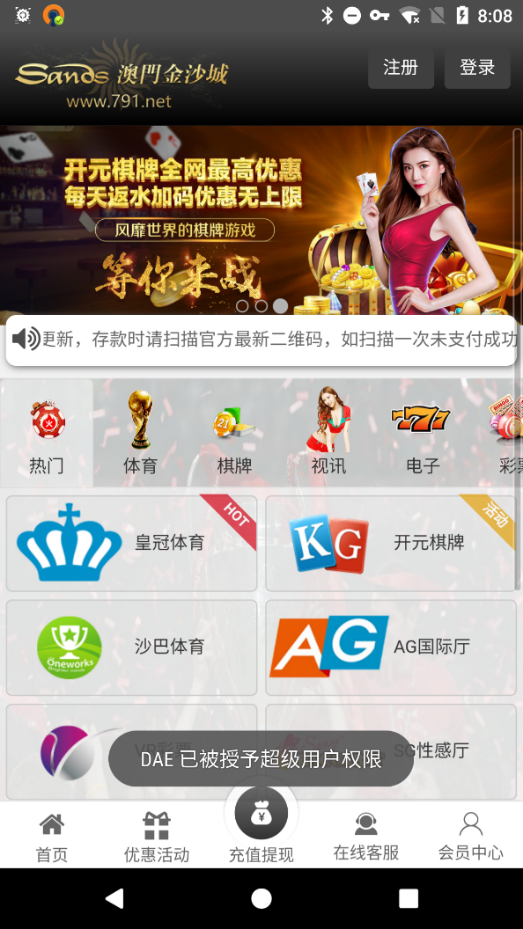 8:08
Sands 澳門金沙城
www.791.net
注册
登录
开元棋牌全网最高优惠
每天返水加码优惠无上限
风靡世界的棋牌游戏
等你来战
更新，存款时请扫描官方最新二维码，如扫描一次未支付成功
21
777
热门
体育
棋牌
视讯
电子
彩票
皇冠体育
HOT
KG
开元棋牌
活动
Oneworks
沙巴体育
AG
AG国际厅
VR彩票
SG性感厅
DAE 已被授予超级用户权限
¥
首页
优惠活动
充值提现
在线客服
会员中心